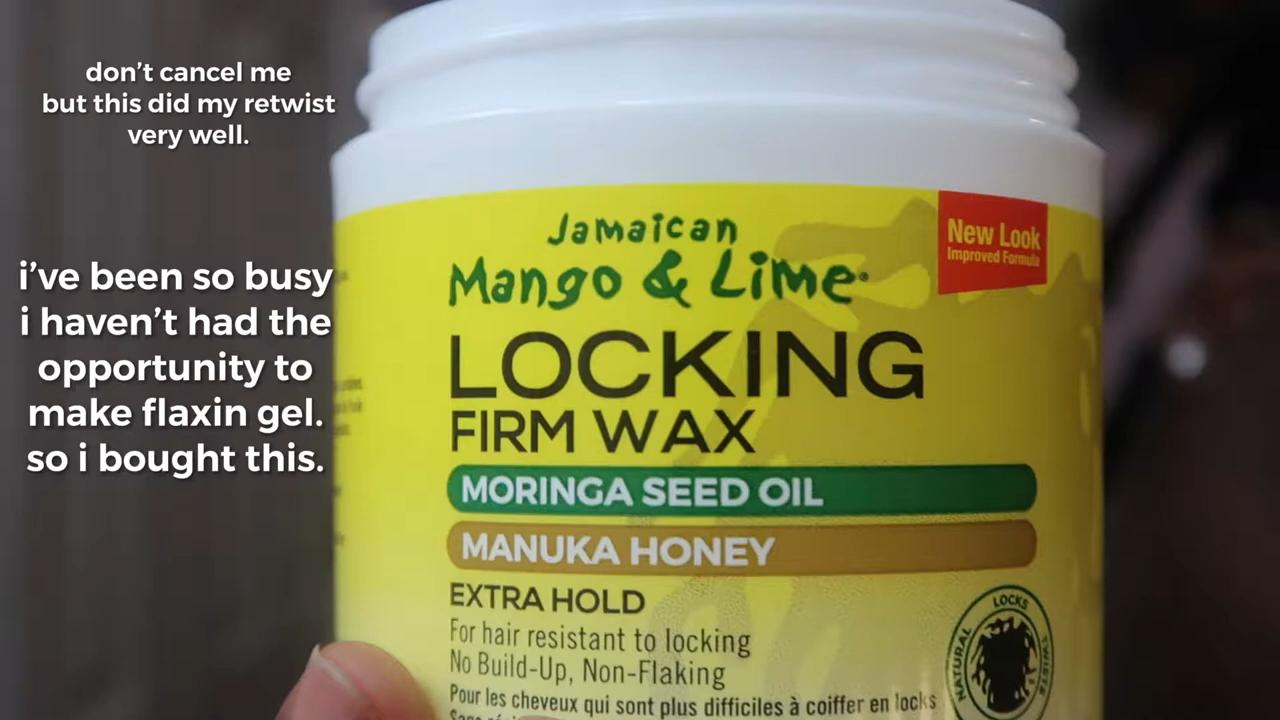 don't cancel me
but this did my retwist
very well.
i've been so busy
i haven't had the
opportunity to
make flaxin gel.
so i bought this.
Jamaican
Mango & Lime®
New Look
Improved Formula
LOCKING
FIRM WAX
MORINGA SEED OIL
MANUKA HONEY
EXTRA HOLD
For hair resistant to locking
No Build-Up, Non-Flaking
Pour les cheveux qui sont plus difficiles à coiffer en locks
NATURAL LOCKS TWISTS